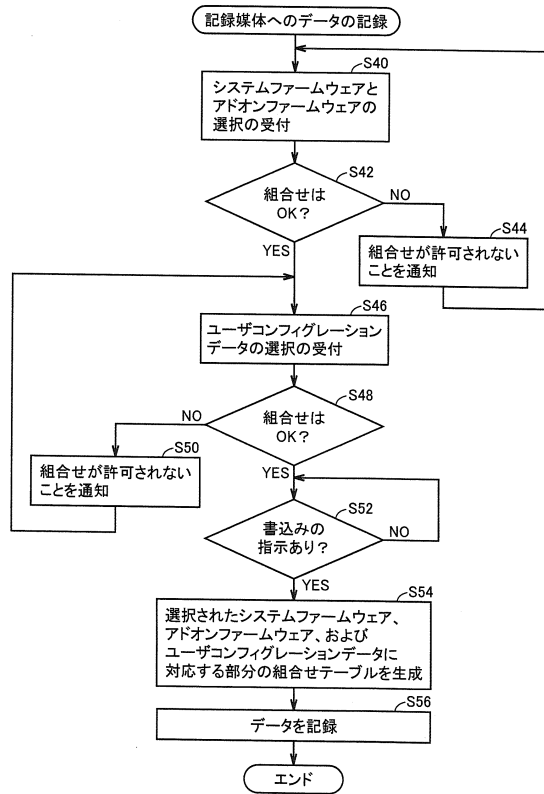 記録媒体へのデータの記録
S40
システムファームウェアと
アドオンファームウェアの
選択の受付
S42
組合せは
OK?
NO
YES
S44
組合せが許可されない
ことを通知
S46
ユーザコンフィグレーション
データの選択の受付
S48
組合せは
OK?
NO
YES
S50
組合せが許可されない
ことを通知
S52
書込みの
指示あり?
NO
YES
S54
選択されたシステムファームウェア、
アドオンファームウェア、および
ユーザコンフィグレーションデータに
対応する部分の組合せテーブルを生成
S56
データを記録
エンド